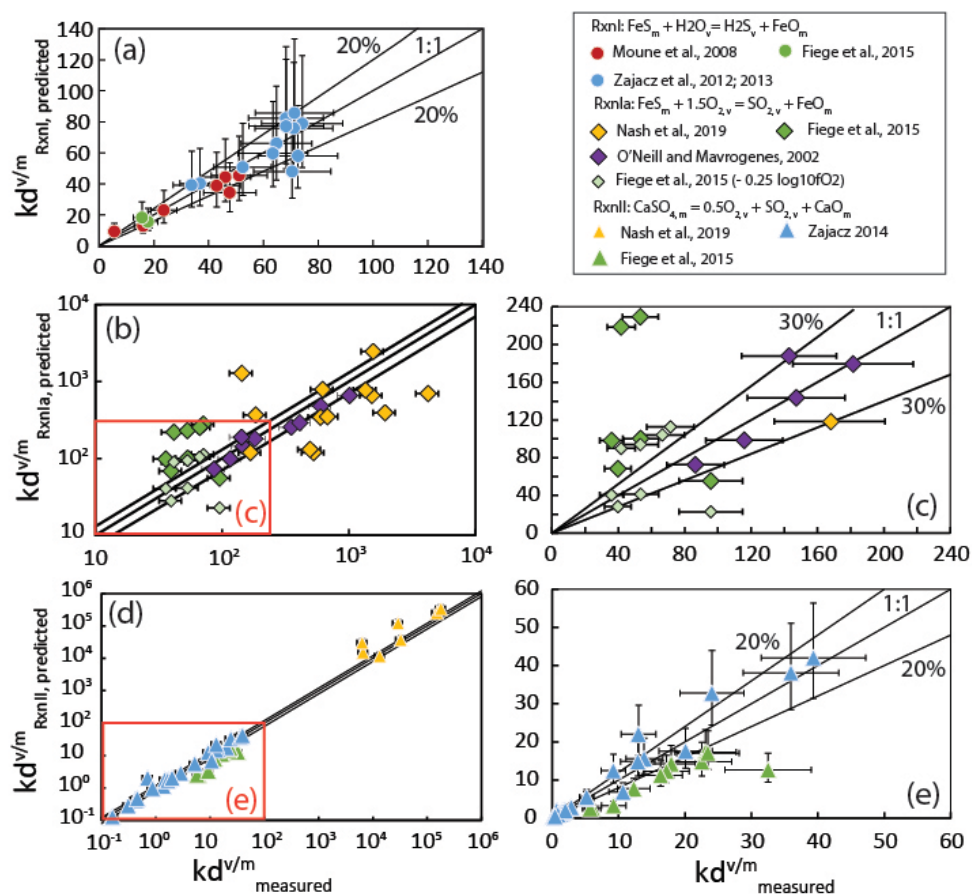 (a)
20%
1:1
20%
kd^v/m RxnI, predicted
140
120
100
80
60
40
20
0
0 20 40 60 80 100 120 140
RxnI: FeS_m + H2O_v = H2S_v + FeO_m
Moune et al., 2008
Fiege et al., 2015
Zajacz et al., 2012; 2013
RxnIa: FeS_m + 1.5O_2,v = SO_2,v + FeO_m
Nash et al., 2019
Fiege et al., 2015
O'Neill and Mavrogenes, 2002
Fiege et al., 2015 (- 0.25 log10fO2)
RxnII: CaSO_4,m = 0.5O_2,v + SO_2,v + CaO_m
Nash et al., 2019
Zajacz 2014
Fiege et al., 2015
(b)
kd^v/m RxnIa, predicted
10^4
10^3
10^2
10
(c)
10 10^2 10^3 10^4
240
200
160
120
80
40
0
30%
1:1
30%
(c)
0 40 80 120 160 200 240
(d)
kd^v/m RxnII, predicted
10^6
10^5
10^4
10^3
10^2
10^1
10^0
10^-1
(e)
10^-1 10^0 10^1 10^2 10^3 10^4 10^5 10^6
kd^v/m measured
60
50
40
30
20
10
0
20%
1:1
20%
(e)
0 10 20 30 40 50 60
kd^v/m measured